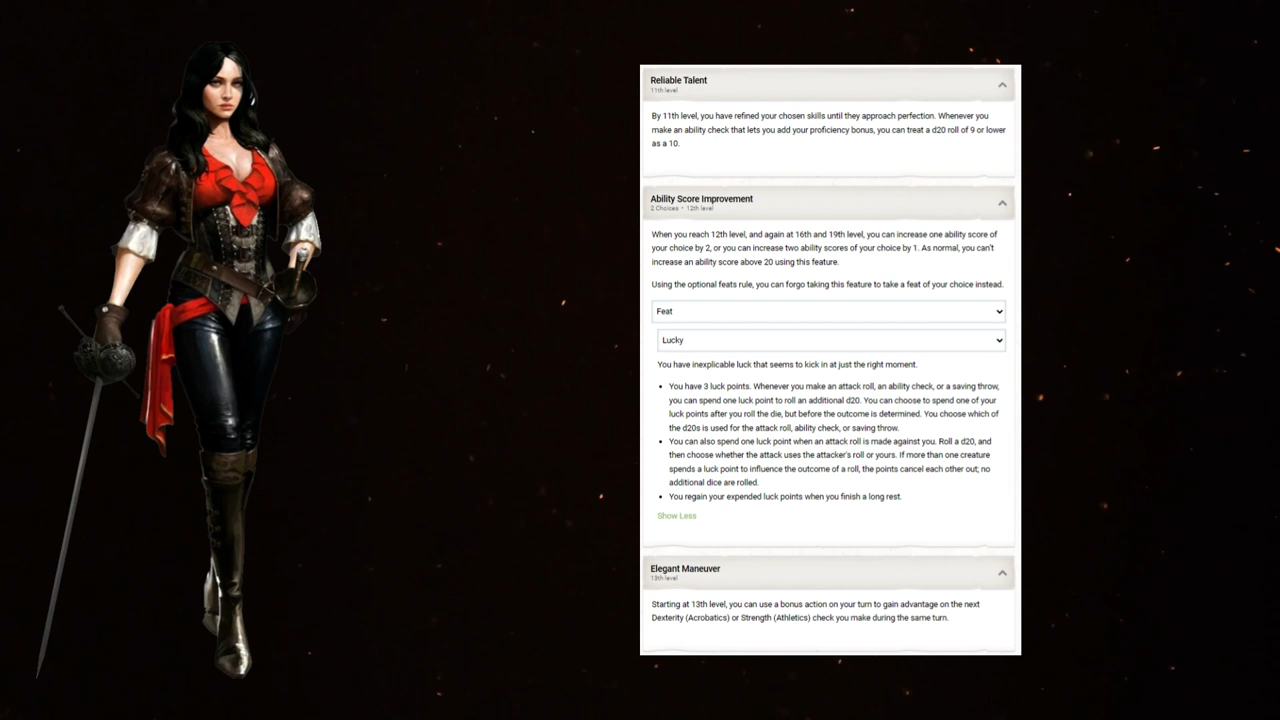 Reliable Talent
11th level
By 11th level, you have refined your chosen skills until they approach perfection. Whenever you
make an ability check that lets you add your proficiency bonus, you can treat a d20 roll of 9 or lower
as a 10.
Ability Score Improvement
2 Choices • 12th level
When you reach 12th level, and again at 16th and 19th level, you can increase one ability score of
your choice by 2, or you can increase two ability scores of your choice by 1. As normal, you can't
increase an ability score above 20 using this feature.
Using the optional feats rule, you can forgo taking this feature to take a feat of your choice instead.
Feat
Lucky
You have inexplicable luck that seems to kick in at just the right moment.
• You have 3 luck points. Whenever you make an attack roll, an ability check, or a saving throw,
you can spend one luck point to roll an additional d20. You can choose to spend one of your
luck points after you roll the die, but before the outcome is determined. You choose which of
the d20s is used for the attack roll, ability check, or saving throw.
• You can also spend one luck point when an attack roll is made against you. Roll a d20, and
then choose whether the attack uses the attacker's roll or yours. If more than one creature
spends a luck point to influence the outcome of a roll, the points cancel each other out; no
additional dice are rolled.
• You regain your expended luck points when you finish a long rest.
Show Less
Elegant Maneuver
13th level
Starting at 13th level, you can use a bonus action on your turn to gain advantage on the next
Dexterity (Acrobatics) or Strength (Athletics) check you make during the same turn.